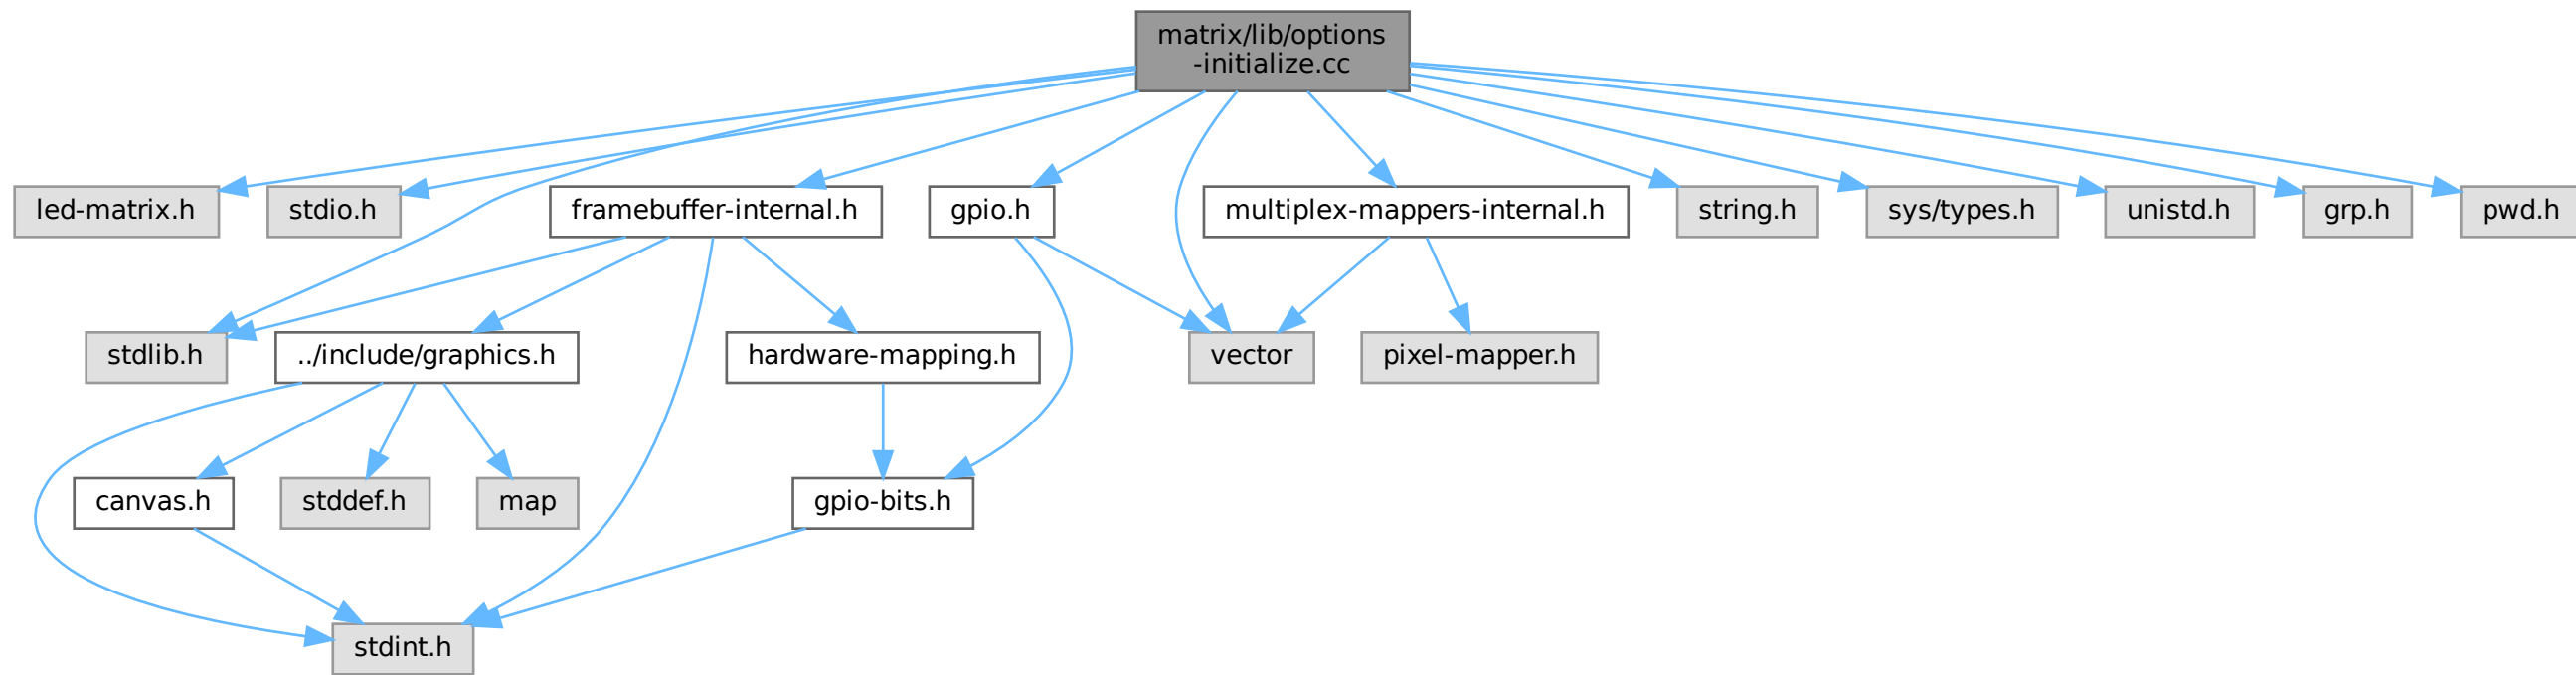 matrix/lib/options
-initialize.cc
led-matrix.h
stdio.h
framebuffer-internal.h
gpio.h
multiplex-mappers-internal.h
string.h
sys/types.h
unistd.h
grp.h
pwd.h
stdlib.h
../include/graphics.h
hardware-mapping.h
vector
pixel-mapper.h
canvas.h
stddef.h
map
gpio-bits.h
stdint.h